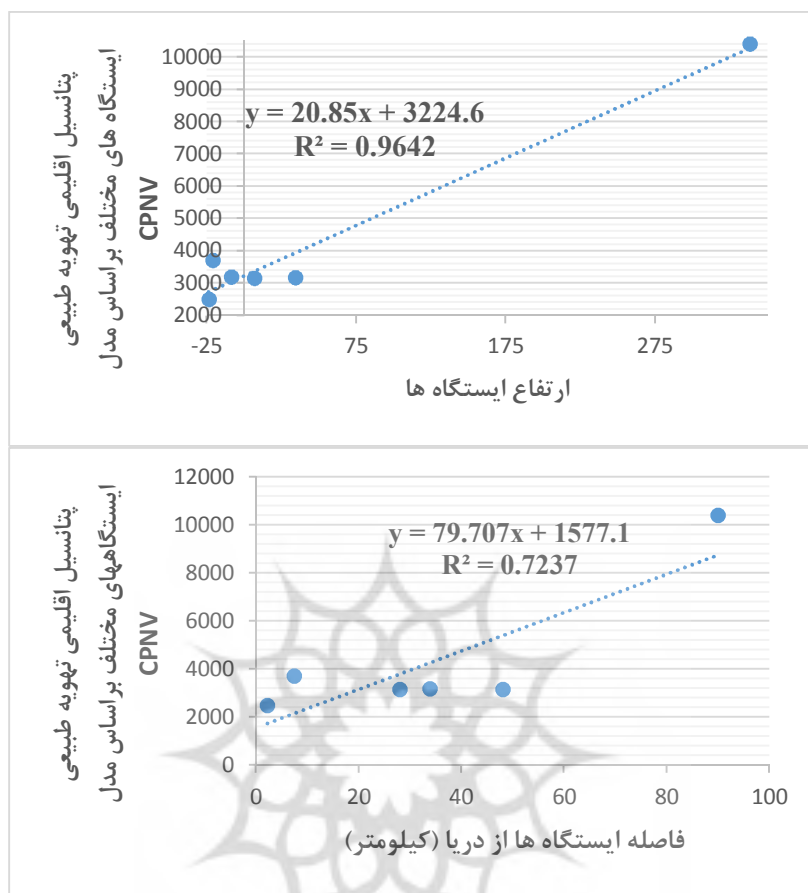 پتانسیل اقلیمی تهویه طبیعی
ایستگاه های مختلف براساس مدل
CPNV
10000
9000
8000
7000
6000
5000
4000
3000
2000
y = 20.85x + 3224.6
R² = 0.9642
-25 75 175 275
ارتفاع ایستگاه ها
پتانسیل اقلیمی تهویه طبیعی
ایستگاههای مختلف براساس مدل
CPNV
12000
10000
8000
6000
4000
2000
0
y = 79.707x + 1577.1
R² = 0.7237
0 20 40 60 80 100
فاصله ایستگاه ها از دریا (کیلومتر)